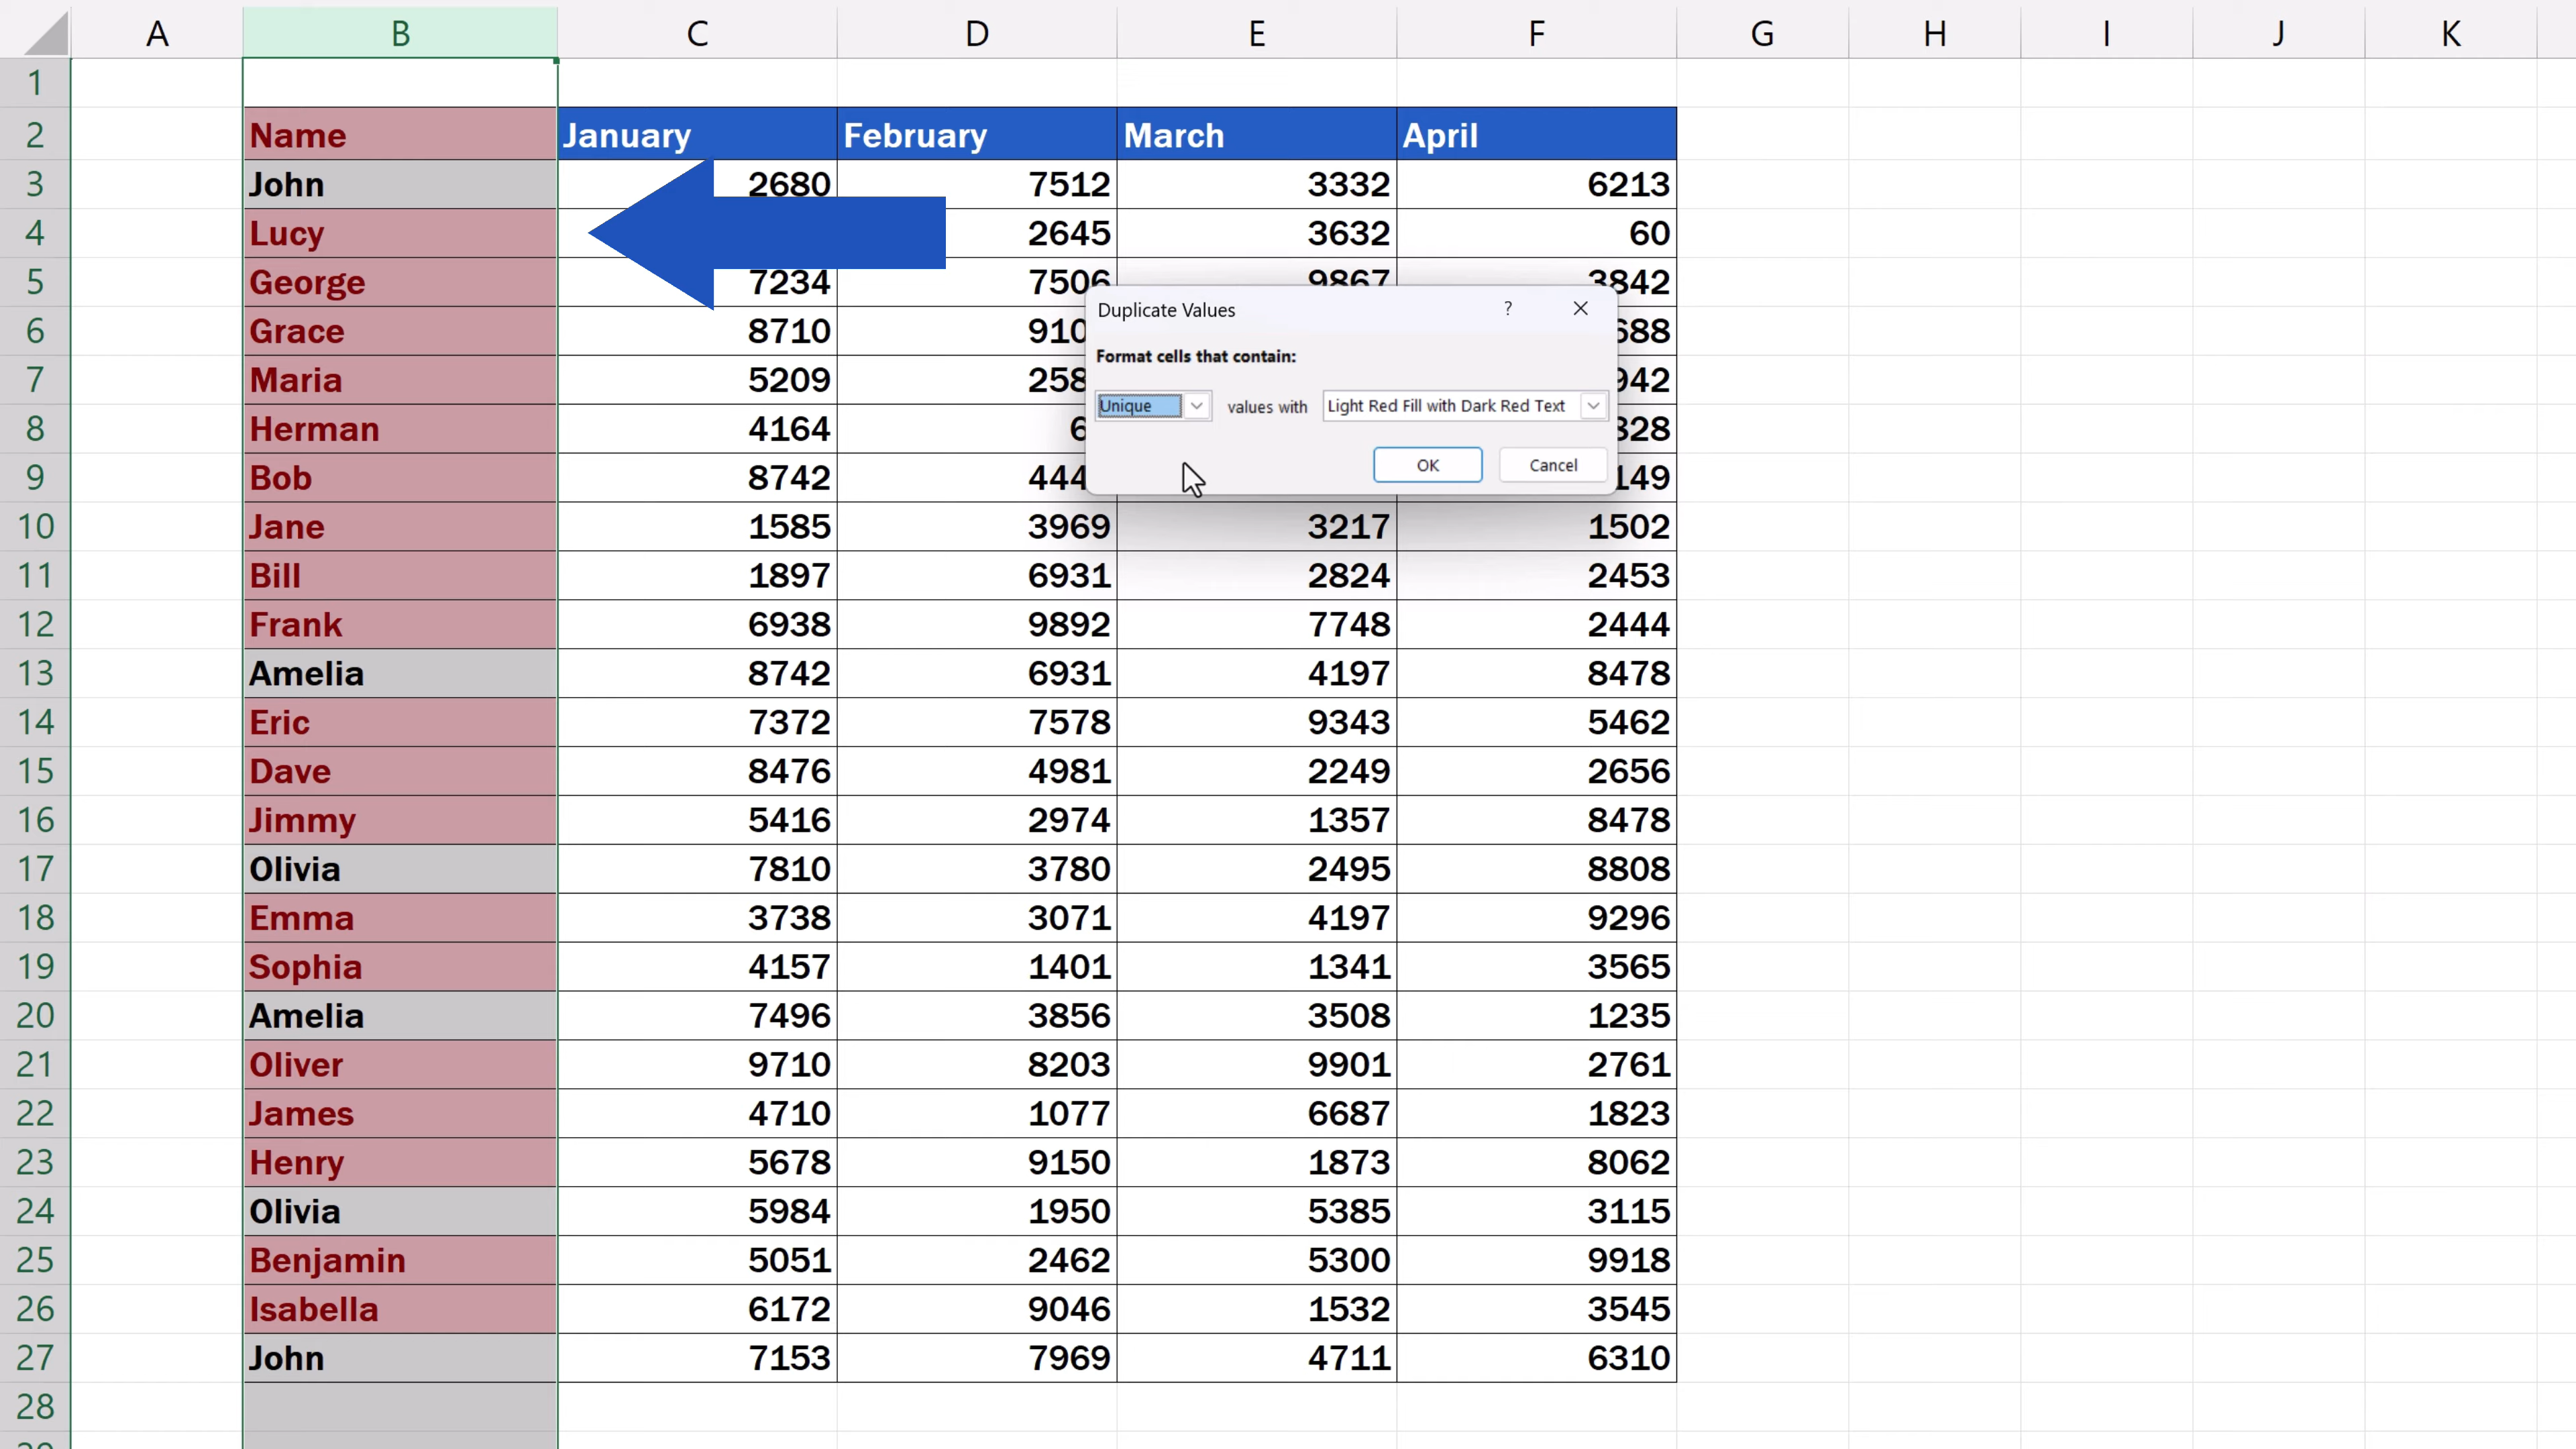 A B C D E F G H I J K
1
2 Name January February March April
3 John 2680 7512 3332 6213
4 Lucy 2645 3632 60
5 George 7234 7506 9867 3842
Duplicate Values ?
6 Grace 8710
Format cells that contain:
7 Maria 5209
Unique values with Light Red Fill with Dark Red Text
8 Herman 4164
OK Cancel
9 Bob 8742
10 Jane 1585 3969 3217 1502
11 Bill 1897 6931 2824 2453
12 Frank 6938 9892 7748 2444
13 Amelia 8742 6931 4197 8478
14 Eric 7372 7578 9343 5462
15 Dave 8476 4981 2249 2656
16 Jimmy 5416 2974 1357 8478
17 Olivia 7810 3780 2495 8808
18 Emma 3738 3071 4197 9296
19 Sophia 4157 1401 1341 3565
20 Amelia 7496 3856 3508 1235
21 Oliver 9710 8203 9901 2761
22 James 4710 1077 6687 1823
23 Henry 5678 9150 1873 8062
24 Olivia 5984 1950 5385 3115
25 Benjamin 5051 2462 5300 9918
26 Isabella 6172 9046 1532 3545
27 John 7153 7969 4711 6310
28